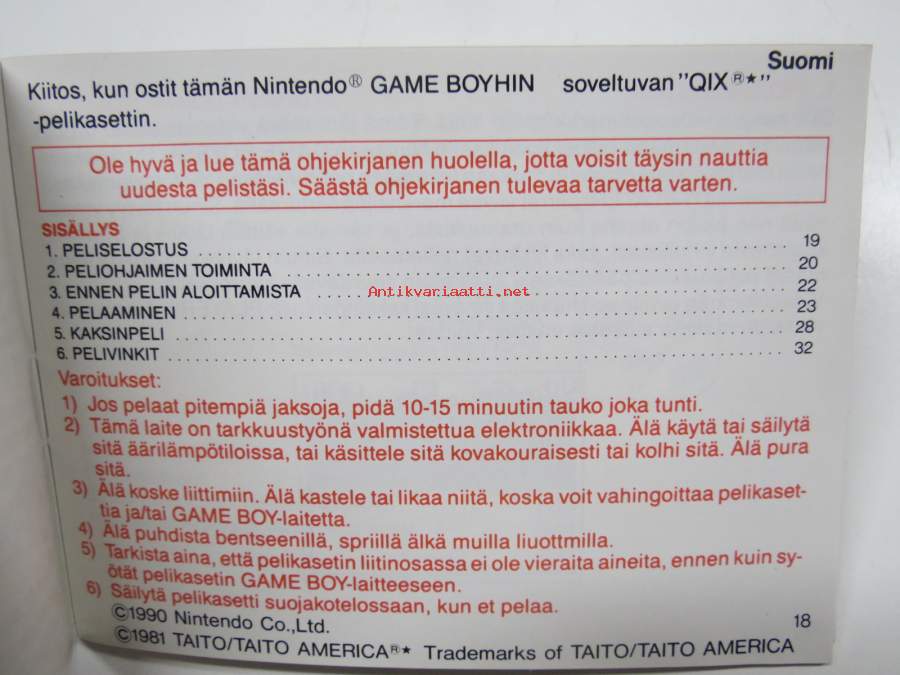 Suomi
Kiitos, kun ostit tämän Nintendo® GAME BOYHIN soveltuvan "QIX®★"
-pelikasettin.
Ole hyvä ja lue tämä ohjekirjanen huolella, jotta voisit täysin nauttia
uudesta pelistäsi. Säästä ohjekirjanen tulevaa tarvetta varten.
SISÄLLYS
1. PELISELOSTUS 19
2. PELIOHJAIMEN TOIMINTA 20
3. ENNEN PELIN ALOITTAMISTA 22
Antikvariaatti.net
4. PELAAMINEN 23
5. KAKSINPELI 28
6. PELIVINKIT 32
Varoitukset:
1) Jos pelaat pitempiä jaksoja, pidä 10-15 minuutin tauko joka tunti.
2) Tämä laite on tarkkuustyönä valmistettua elektroniikkaa. Älä käytä tai säilytä
sitä äärilämpötiloissa, tai käsittele sitä kovakouraisesti tai kolhi sitä. Älä pura
sitä.
3) Älä koske liittimiin. Älä kastele tai likaa niitä, koska voit vahingoittaa pelikaset-
tia ja/tai GAME BOY-laitetta.
4) Älä puhdista bentseenillä, spriillä älkä muilla liuottmilla.
5) Tarkista aina, että pelikasetin liitinosassa ei ole vieraita aineita, ennen kuin sy-
ötät pelikasetin GAME BOY-laitteeseen.
6) Säilytä pelikasetti suojakotelossaan, kun et pelaa.
©1990 Nintendo Co.,Ltd.
18
©1981 TAITO/TAITO AMERICA®★ Trademarks of TAITO/TAITO AMERICA